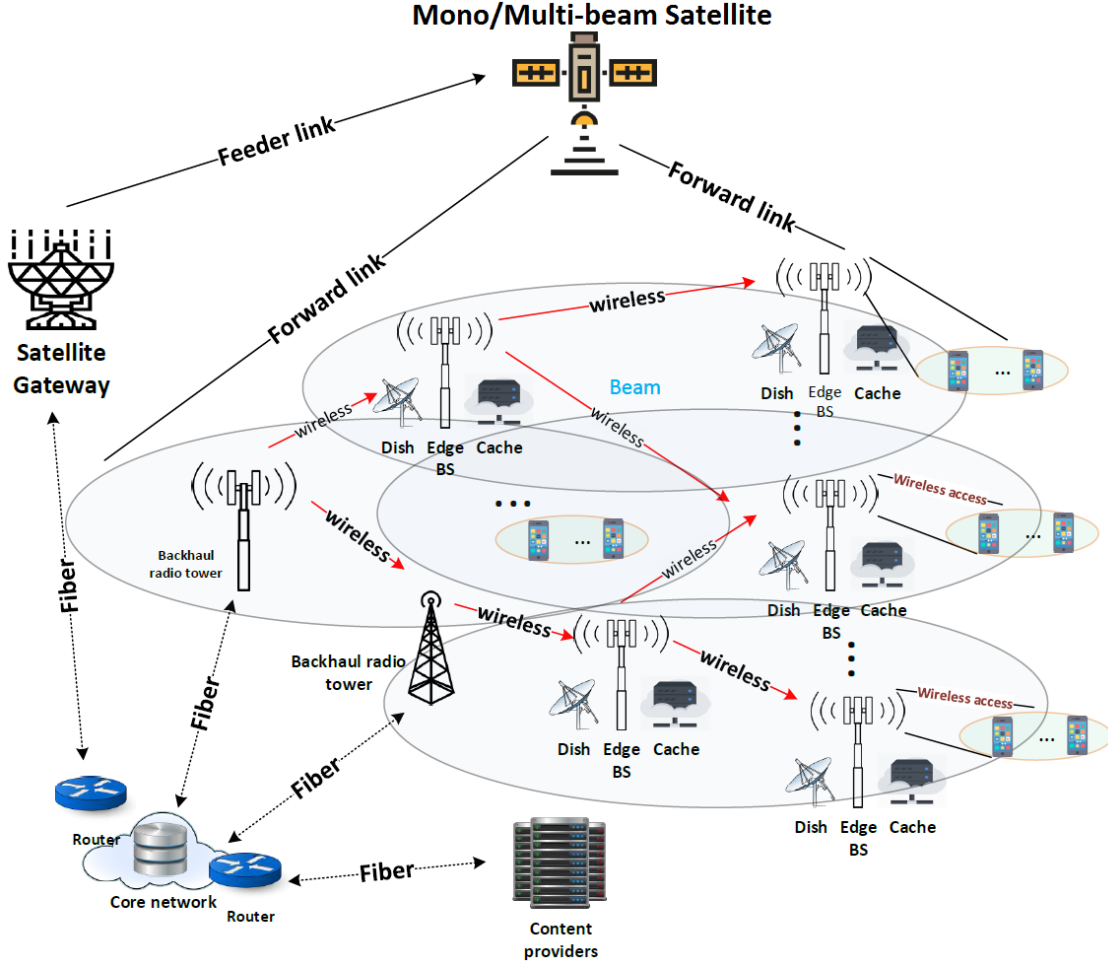 Mono/Multi-beam Satellite
Feeder link
Forward link
Forward link
Satellite
Gateway
wireless
Beam
Dish
Edge
BS
Cache
wireless
Dish
Edge
BS
Cache
wireless
...
...
Wireless access
...
wireless
...
wireless
Backhaul
radio tower
Dish
Edge
BS
Cache
Fiber
wireless
Backhaul radio
tower
wireless
Wireless access
...
Dish
Edge
BS
Cache
Fiber
Fiber
Dish
Edge
BS
Cache
Router
Core network
Router
Fiber
Content
providers